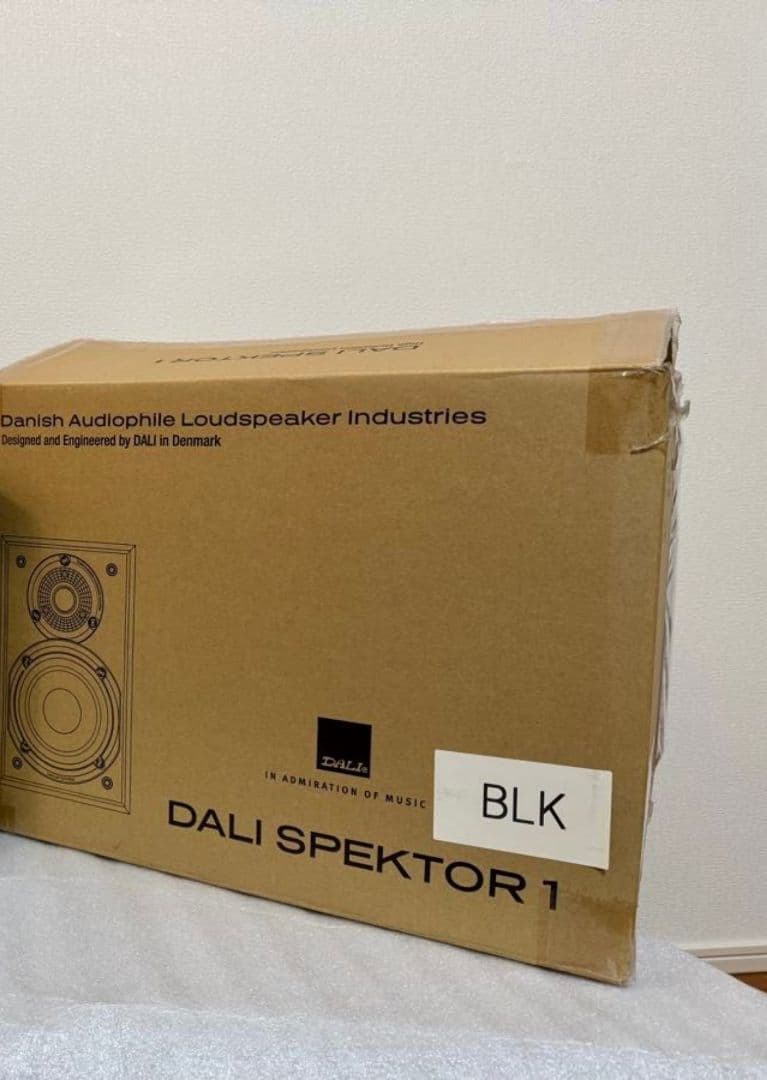 DALI SPEKTOR 1
Danish Audiophile Loudspeaker Industries
Designed and Engineered by DALI in Denmark
DALI®
IN ADMIRATION OF MUSIC
BLK
DALI SPEKTOR 1